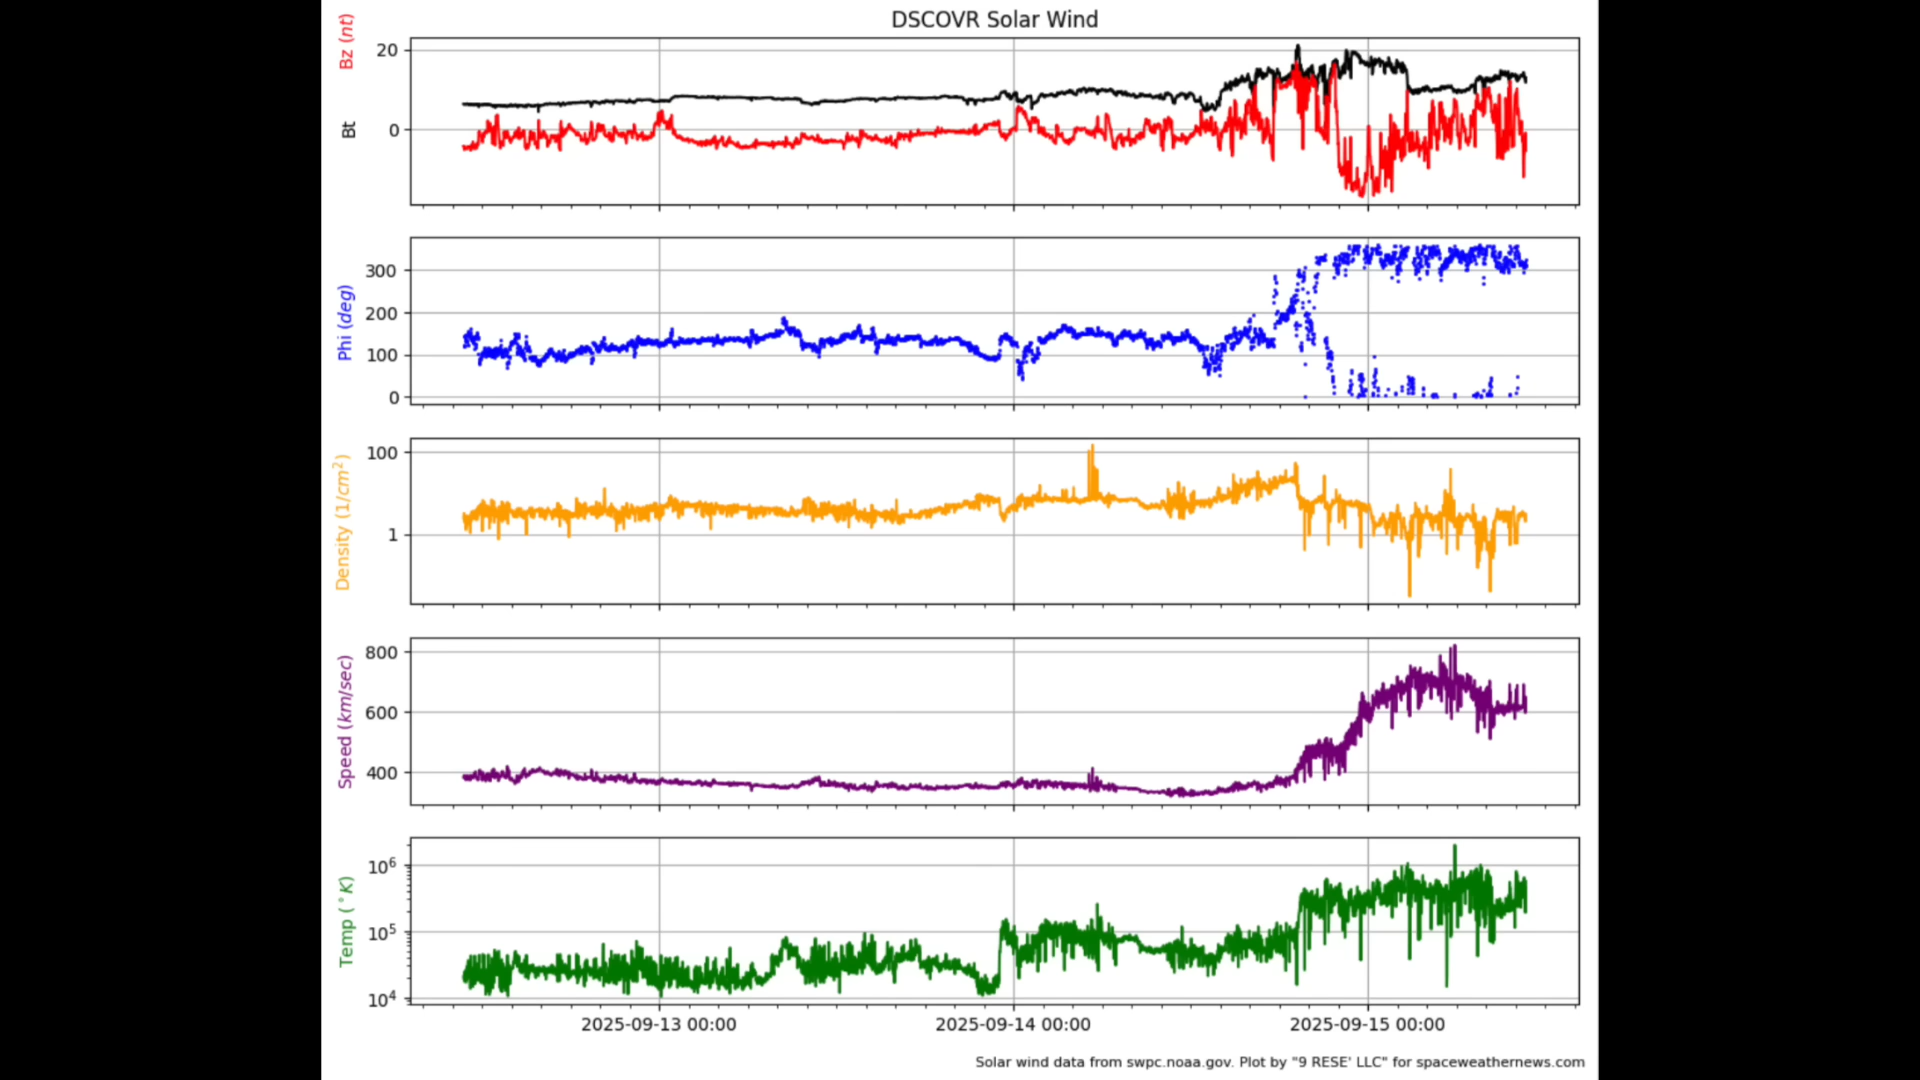 DSCOVR Solar Wind
Bz (nt)
Bt
20
0
Phi (deg)
300
200
100
0
Density (1/cm²)
100
1
Speed (km/sec)
800
600
400
Temp (°K)
10⁶
10⁵
10⁴
2025-09-13 00:00 2025-09-14 00:00 2025-09-15 00:00
Solar wind data from swpc.noaa.gov. Plot by "9 RESE' LLC" for spaceweathernews.com